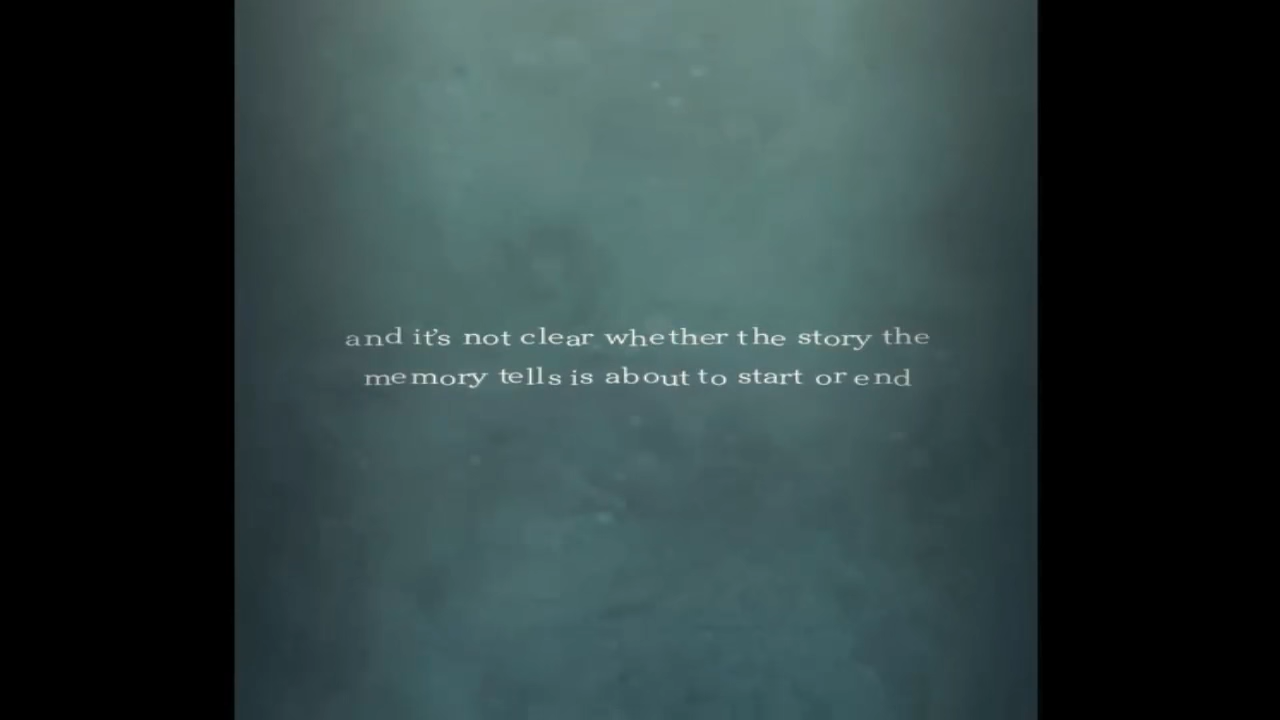 and it's not clear whether the story the
memory tells is about to start or end